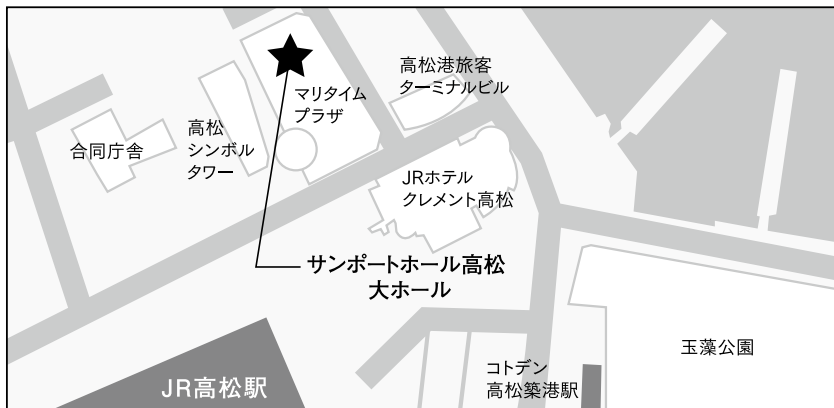 高松港旅客
ターミナルビル
マリタイム
プラザ
高松
シンボル
タワー
合同庁舎
JRホテル
クレメント高松
サンポートホール高松
大ホール
玉藻公園
コトデン
高松築港駅
JR高松駅